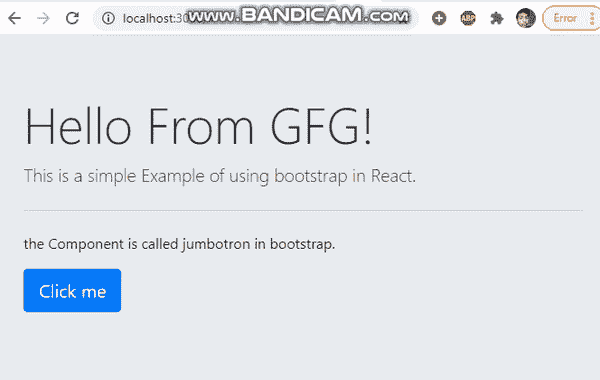 localhost:30
www.BANDICAM.com
ABP
Error
Hello From GFG!
This is a simple Example of using bootstrap in React.
the Component is called jumbotron in bootstrap.
Click me